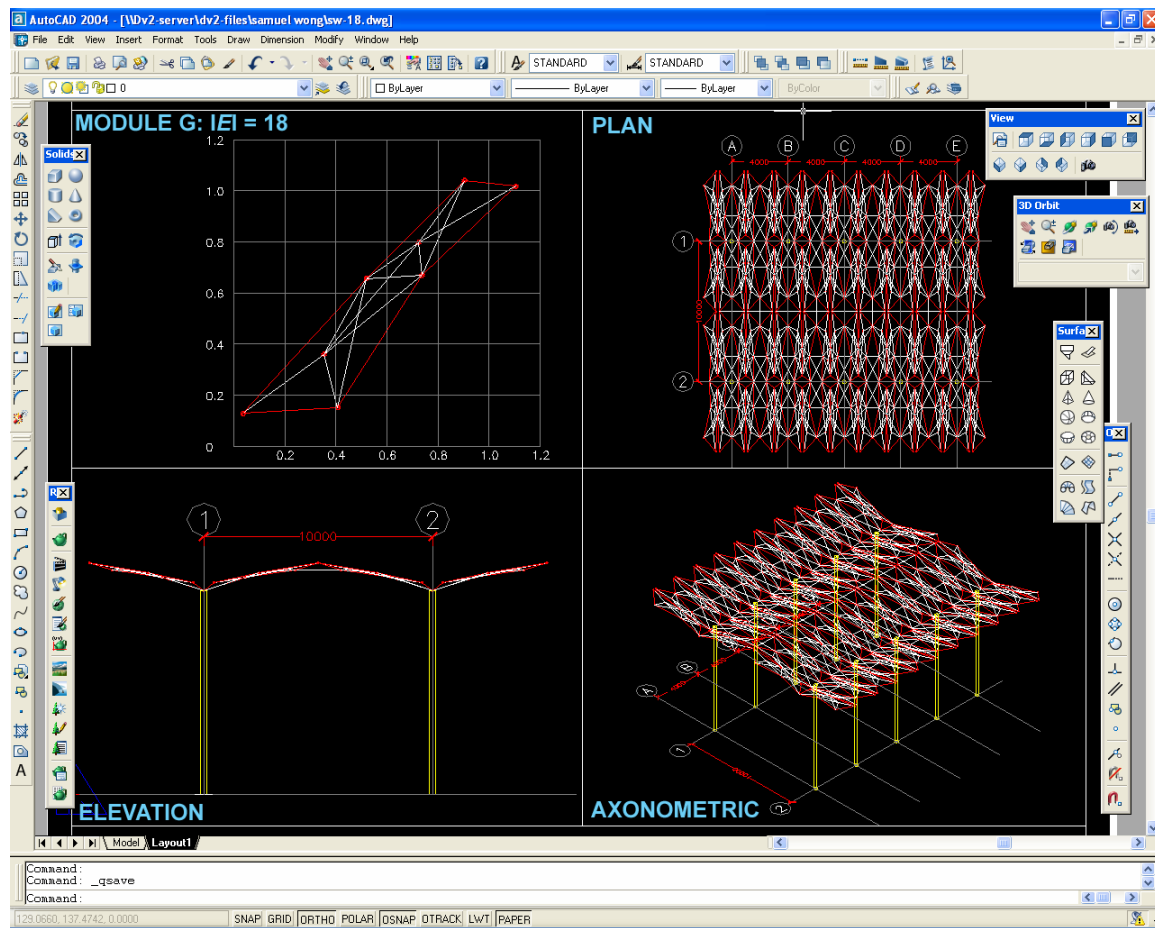 AutoCAD 2004 - [\\Dv2-server\dv2-files\samuel wong\sw-18.dwg]
File Edit View Insert Format Tools Draw Dimension Modify Window Help
STANDARD STANDARD
0 ByLayer ByLayer ByLayer ByColor
MODULE G: IEI = 18
1.2
1.0
0.8
0.6
0.4
0.2
0
0.2 0.4 0.6 0.8 1.0 1.2
PLAN
A B C D E
4000 4000 4000 4000
1
10000
2
Solids
View
3D Orbit
Surfa
R
1 2
10000
ELEVATION
A B
1
2
AXONOMETRIC
Model Layout1
Command:
Command: _qsave
Command:
129.0660, 137.4742, 0.0000 SNAP GRID ORTHO POLAR OSNAP OTRACK LWT PAPER